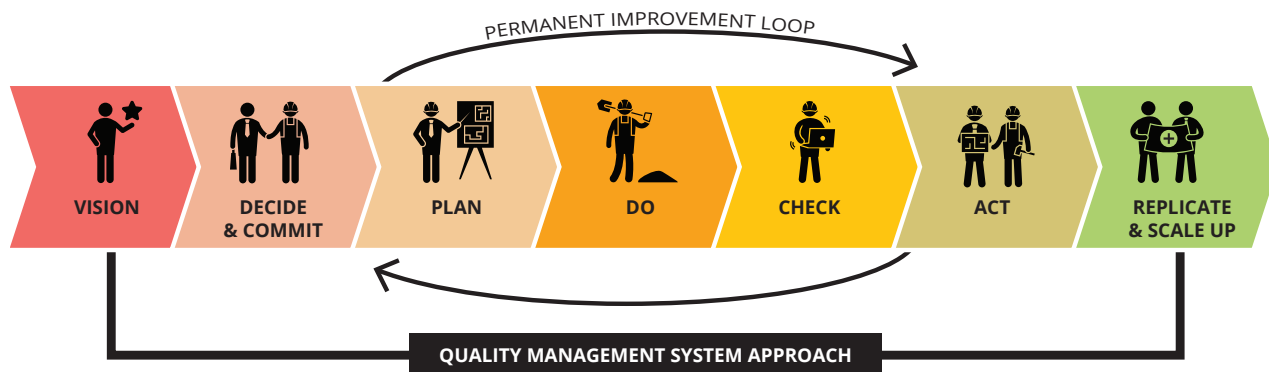 PERMANENT IMPROVEMENT LOOP
VISION
DECIDE
& COMMIT
PLAN
DO
CHECK
ACT
REPLICATE
& SCALE UP
QUALITY MANAGEMENT SYSTEM APPROACH